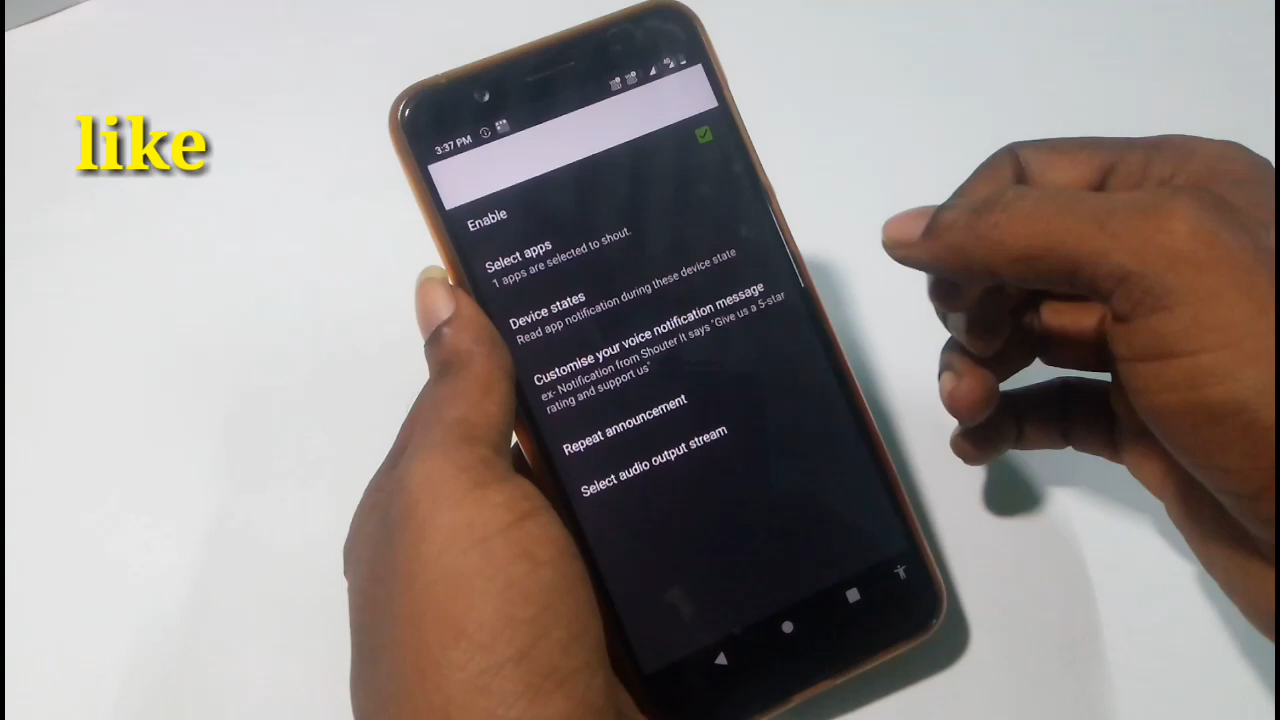 like
3:37 PM
4G
Enable
Select apps
1 apps are selected to shout.
Device states
Read app notification during these device state
Customise your voice notification message
ex- Notification from Shouter it says "Give us a 5-star
rating and support us"
Repeat announcement
Select audio output stream